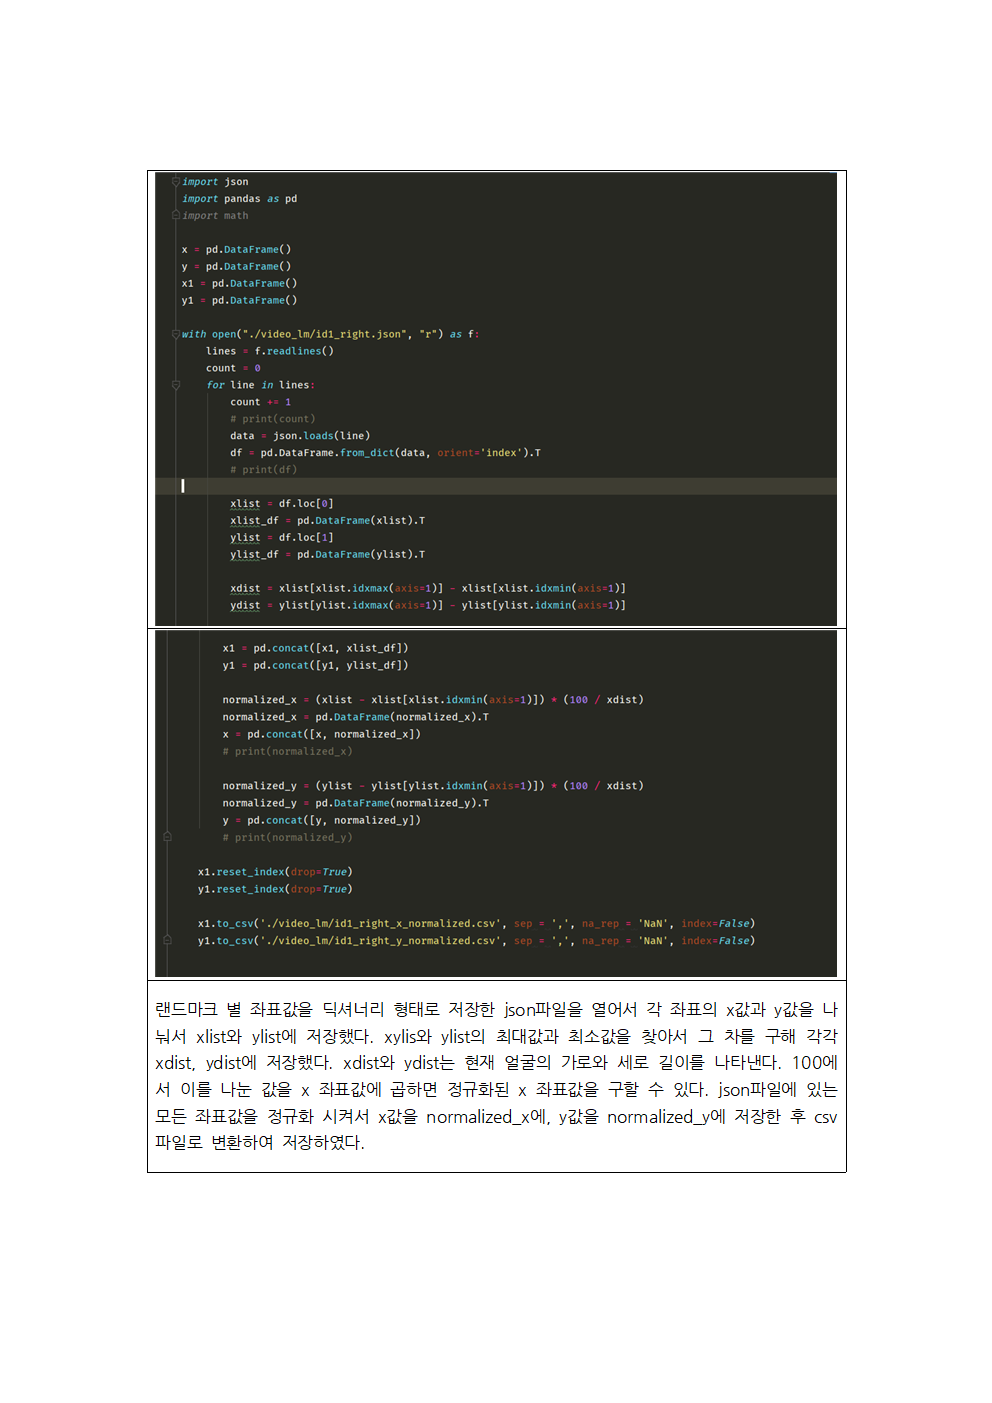 import json
import pandas as pd
import math
x = pd.DataFrame()
y = pd.DataFrame()
x1 = pd.DataFrame()
y1 = pd.DataFrame()
with open("./video_lm/id1_right.json", "r") as f:
    lines = f.readlines()
    count = 0
    for line in lines:
        count += 1
        # print(count)
        data = json.loads(line)
        df = pd.DataFrame.from_dict(data, orient='index').T
        # print(df)
        xlist = df.loc[0]
        xlist_df = pd.DataFrame(xlist).T
        ylist = df.loc[1]
        ylist_df = pd.DataFrame(ylist).T
        xdist = xlist[xlist.idxmax(axis=1)] - xlist[xlist.idxmin(axis=1)]
        ydist = ylist[ylist.idxmax(axis=1)] - ylist[ylist.idxmin(axis=1)]
        x1 = pd.concat([x1, xlist_df])
        y1 = pd.concat([y1, ylist_df])
        normalized_x = (xlist - xlist[xlist.idxmin(axis=1)]) * (100 / xdist)
        normalized_x = pd.DataFrame(normalized_x).T
        x = pd.concat([x, normalized_x])
        # print(normalized_x)
        normalized_y = (ylist - ylist[ylist.idxmin(axis=1)]) * (100 / xdist)
        normalized_y = pd.DataFrame(normalized_y).T
        y = pd.concat([y, normalized_y])
        # print(normalized_y)
    x1.reset_index(drop=True)
    y1.reset_index(drop=True)
    x1.to_csv('./video_lm/id1_right_x_normalized.csv', sep = ',', na_rep = 'NaN', index=False)
    y1.to_csv('./video_lm/id1_right_y_normalized.csv', sep = ',', na_rep = 'NaN', index=False)
랜드마크 별 좌표값을 딕셔너리 형태로 저장한 json파일을 열어서 각 좌표의 x값과 y값을 나
눠서 xlist와 ylist에 저장했다. xylis와 ylist의 최대값과 최소값을 찾아서 그 차를 구해 각각
xdist, ydist에 저장했다. xdist와 ydist는 현재 얼굴의 가로와 세로 길이를 나타낸다. 100에
서 이를 나눈 값을 x 좌표값에 곱하면 정규화된 x 좌표값을 구할 수 있다. json파일에 있는
모든 좌표값을 정규화 시켜서 x값을 normalized_x에, y값을 normalized_y에 저장한 후 csv
파일로 변환하여 저장하였다.